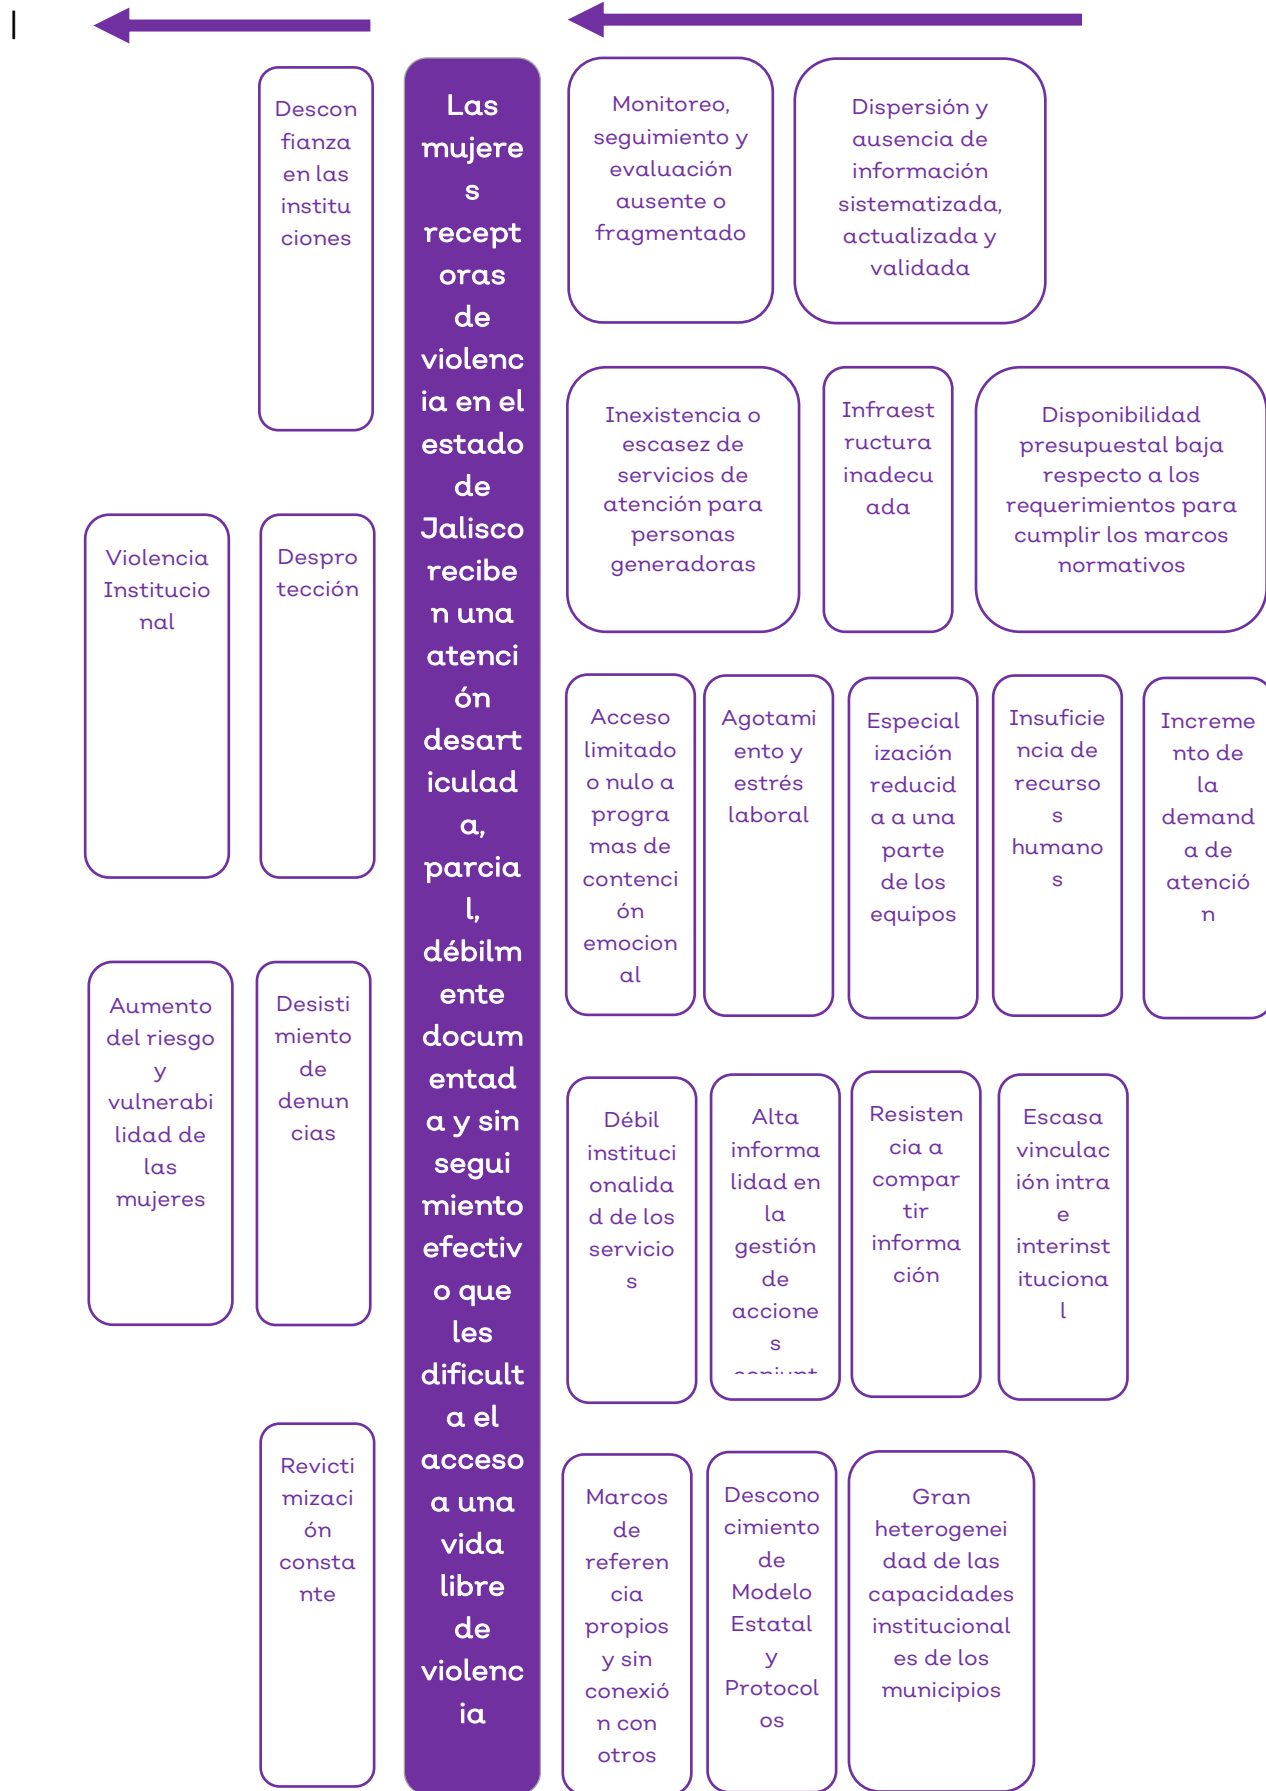 Descon
fianza
en las
institu
ciones
Violencia
Institucio
nal
Despro
tección
Aumento
del riesgo
y
vulnerabi
lidad de
las
mujeres
Desisti
miento
de
denun
cias
Revicti
mizaci
ón
consta
nte
Las
mujere
s
recept
oras
de
violenc
ia en el
estado
de
Jalisco
recibe
n una
atenci
ón
desart
iculad
a,
parcia
l,
débilm
ente
docum
entad
a y sin
segui
miento
efectiv
o que
les
dificult
a el
acceso
a una
vida
libre
de
violenc
ia
Monitoreo,
seguimiento y
evaluación
ausente o
fragmentado
Dispersión y
ausencia de
información
sistematizada,
actualizada y
validada
Inexistencia o
escasez de
servicios de
atención para
personas
generadoras
Infraest
ructura
inadecu
ada
Disponibilidad
presupuestal baja
respecto a los
requerimientos para
cumplir los marcos
normativos
Acceso
limitado
o nulo a
progra
mas de
contenci
ón
emocion
al
Agotami
ento y
estrés
laboral
Especial
ización
reducid
a a una
parte
de los
equipos
Insuficie
ncia de
recurso
s
humano
s
Increme
nto de
la
demand
a de
atenció
n
Débil
instituci
onalida
d de los
servicio
s
Alta
informa
lidad en
la
gestión
de
accione
s
Resisten
cia a
compar
tir
informa
ción
Escasa
vinculac
ión intra
e
interinst
ituciona
l
Marcos
de
referen
cia
propios
y sin
conexió
n con
otros
Descono
cimiento
de
Modelo
Estatal
y
Protocol
os
Gran
heterogenei
dad de las
capacidades
institucional
es de los
municipios